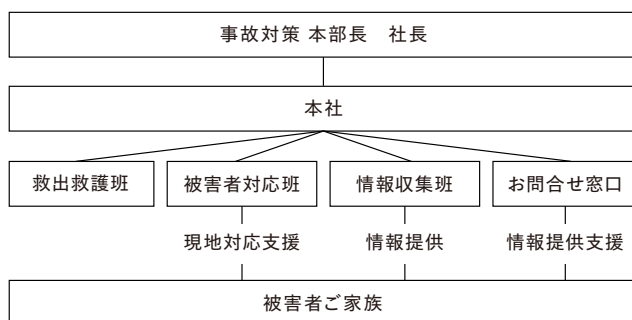 事故対策 本部長　社長
本社
救出救護班
被害者対応班
情報収集班
お問合せ窓口
現地対応支援
情報提供
情報提供支援
被害者ご家族